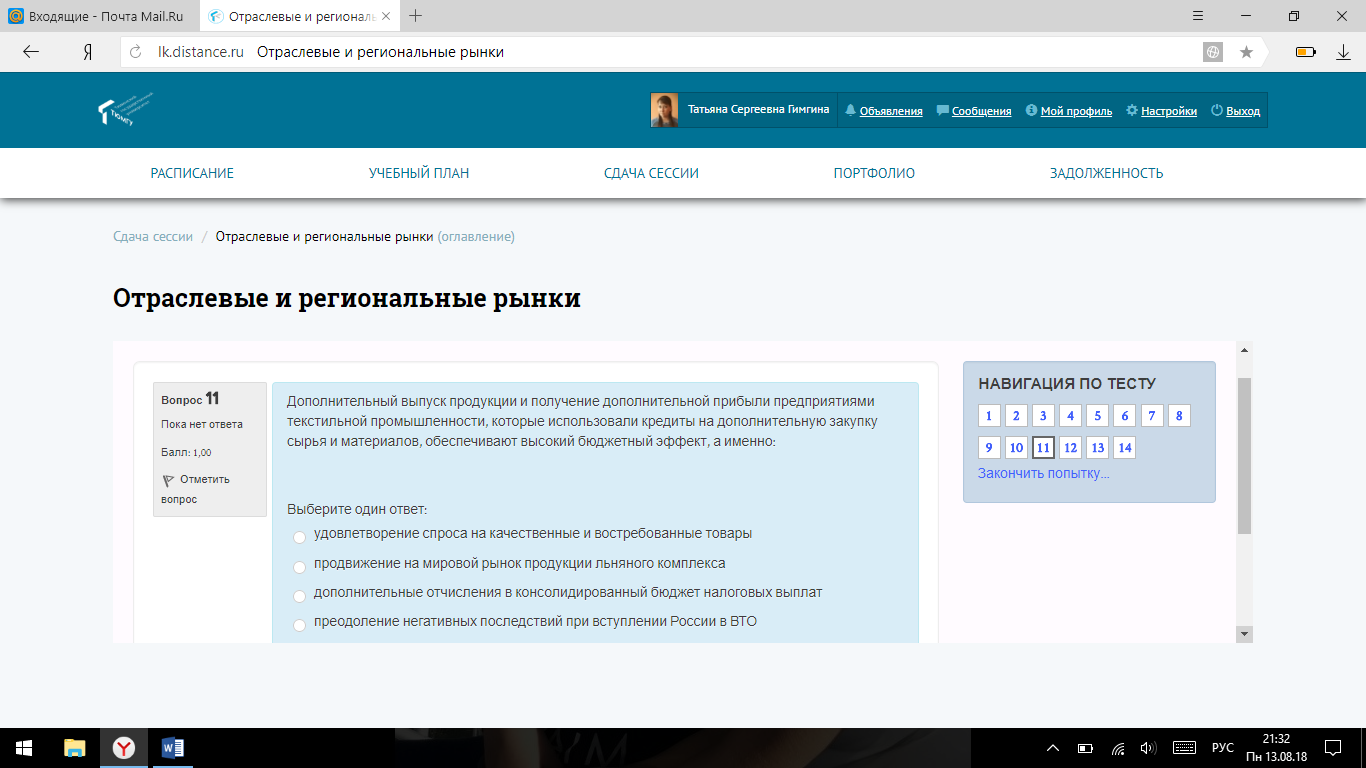 Входящие - Почта Mail.Ru
Отраслевые и региональ
Я
lk.distance.ru Отраслевые и региональные рынки
ТюмГУ
Татьяна Сергеевна Гимгина
Объявления
Сообщения
Мой профиль
Настройки
Выход
РАСПИСАНИЕ
УЧЕБНЫЙ ПЛАН
СДАЧА СЕССИИ
ПОРТФОЛИО
ЗАДОЛЖЕННОСТЬ
Сдача сессии / Отраслевые и региональные рынки (оглавление)
Отраслевые и региональные рынки
Вопрос 11
Пока нет ответа
Балл: 1,00
Отметить
вопрос
Дополнительный выпуск продукции и получение дополнительной прибыли предприятиями
текстильной промышленности, которые использовали кредиты на дополнительную закупку
сырья и материалов, обеспечивают высокий бюджетный эффект, а именно:
Выберите один ответ:
удовлетворение спроса на качественные и востребованные товары
продвижение на мировой рынок продукции льняного комплекса
дополнительные отчисления в консолидированный бюджет налоговых выплат
преодоление негативных последствий при вступлении России в ВТО
НАВИГАЦИЯ ПО ТЕСТУ
1 2 3 4 5 6 7 8
9 10 11 12 13 14
Закончить попытку...
РУС
21:32
Пн 13.08.18